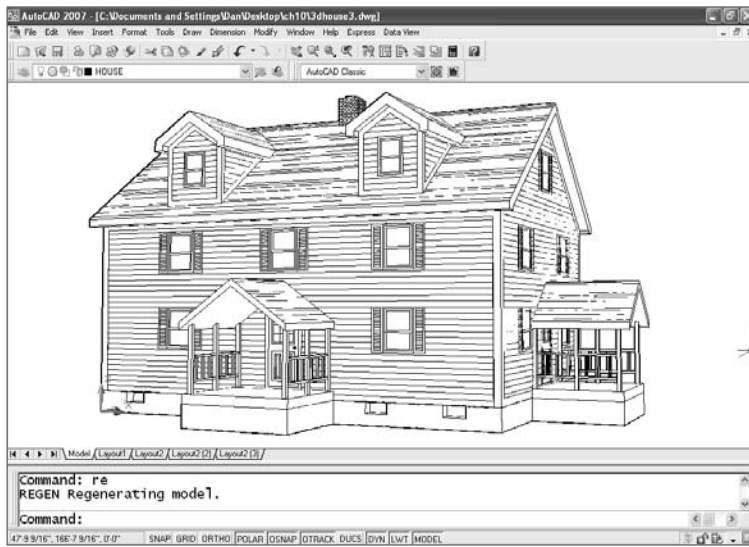 AutoCAD 2007 - [C:\Documents and Settings\Dan\Desktop\ch10\3dhouse3.dwg]
File Edit View Insert Format Tools Draw Dimension Modify Window Help Express Data View
HOUSE AutoCAD Classic
Model Layout1 Layout2 Layout2 (2) Layout2 (3)
Command: re
REGEN Regenerating model.
Command:
47'-9 9/16", 166'-7 9/16", 0'-0" SNAP GRID ORTHO POLAR OSNAP OTRACK DUCS DYN LWT MODEL